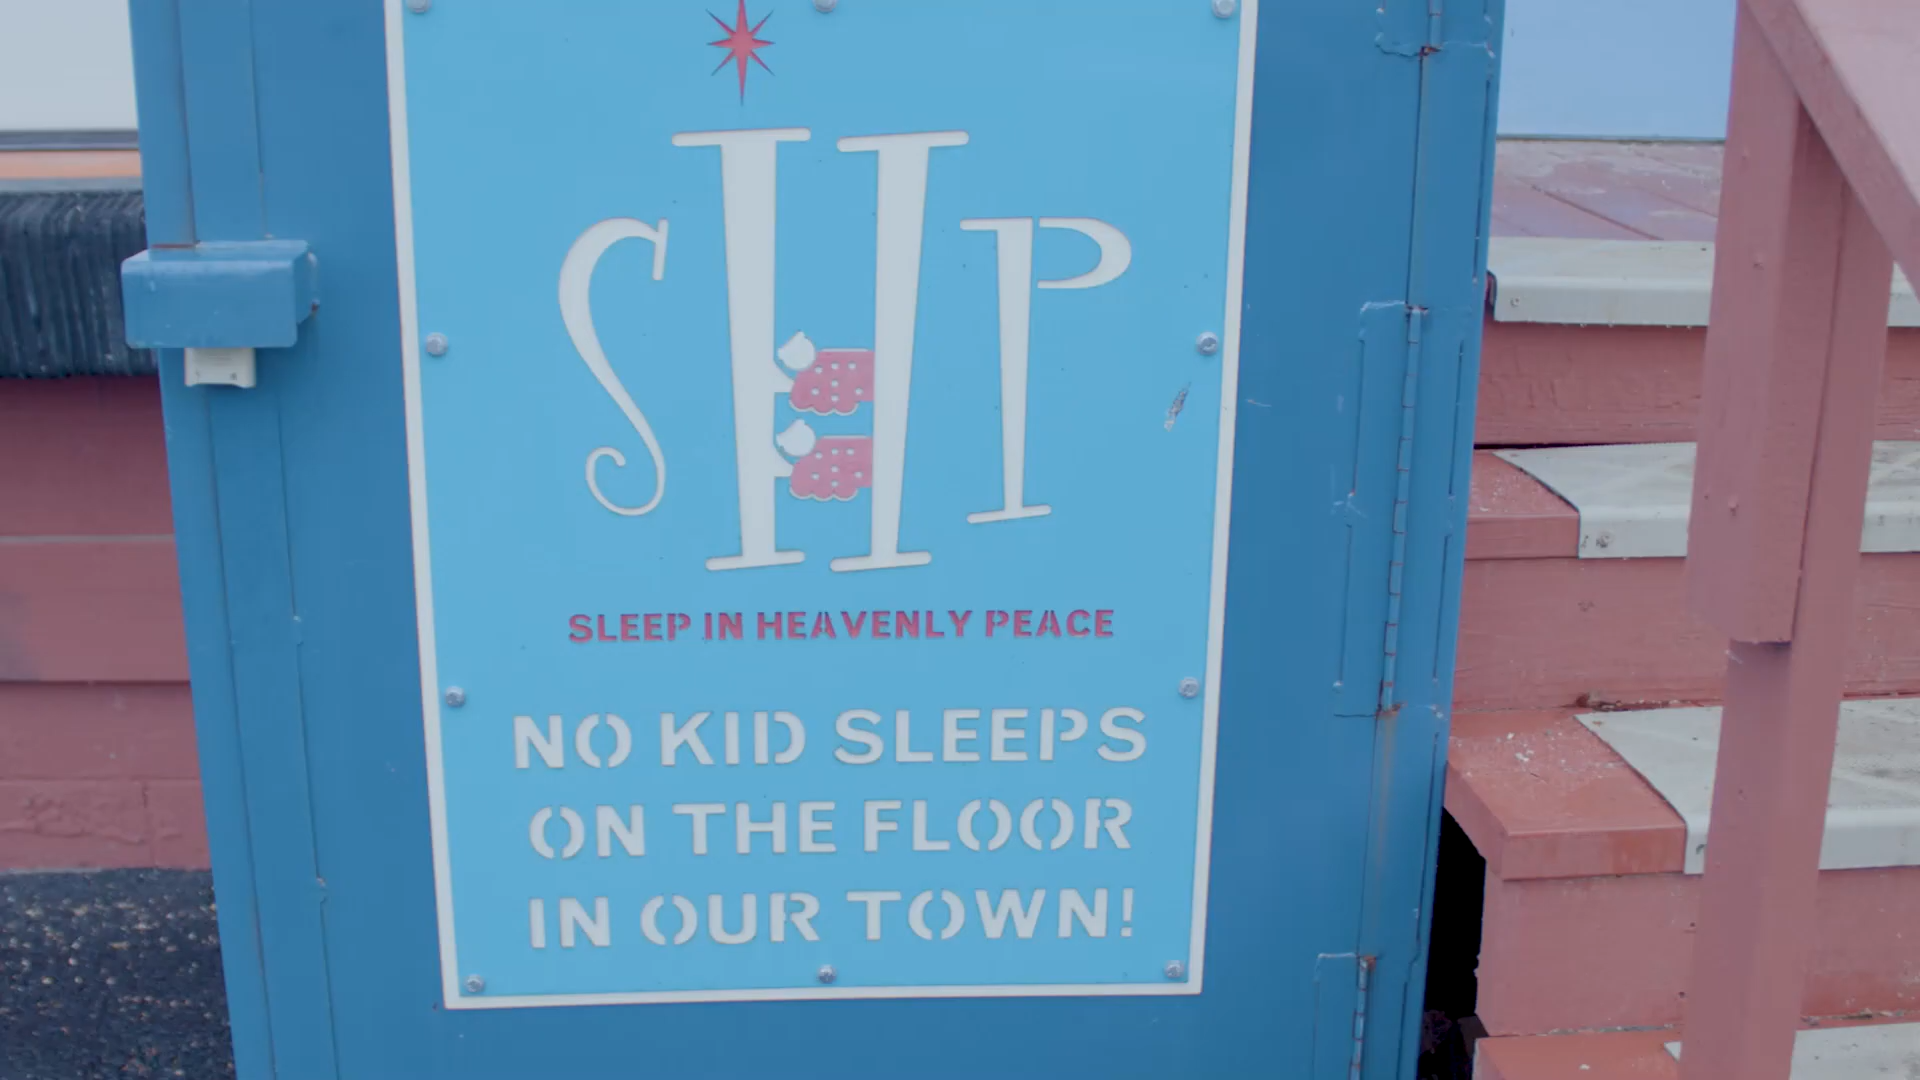 SHP
SLEEP IN HEAVENLY PEACE
NO KID SLEEPS
ON THE FLOOR
IN OUR TOWN!